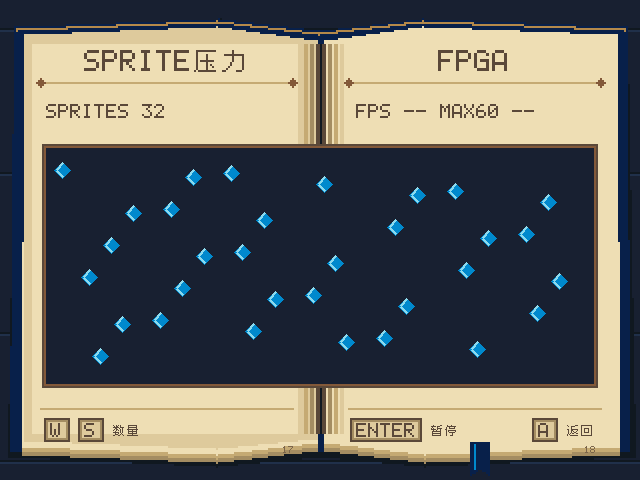 SPRITE压力
FPGA
SPRITES 32
FPS -- MAX60 --
W S 数量
ENTER 暂停
A 返回
17
18